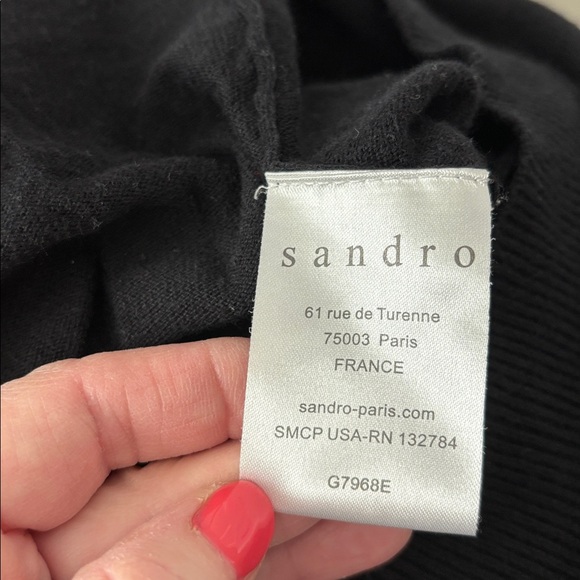 sandro
61 rue de Turenne
75003 Paris
FRANCE
sandro-paris.com
SMCP USA-RN 132784
G7968E